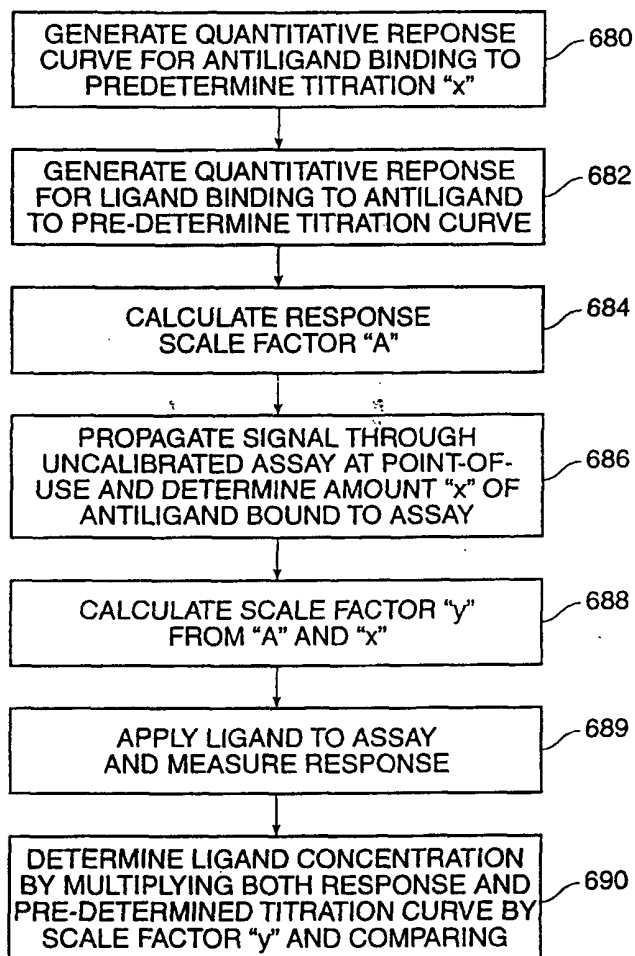 GENERATE QUANTITATIVE REPONSE
CURVE FOR ANTILIGAND BINDING TO
PREDETERMINE TITRATION “x”
680
GENERATE QUANTITATIVE REPONSE
FOR LIGAND BINDING TO ANTILIGAND
TO PRE-DETERMINE TITRATION CURVE
682
CALCULATE RESPONSE
SCALE FACTOR “A”
684
PROPAGATE SIGNAL THROUGH
UNCALIBRATED ASSAY AT POINT-OF-
USE AND DETERMINE AMOUNT “x” OF
ANTILIGAND BOUND TO ASSAY
686
CALCULATE SCALE FACTOR “y”
FROM “A” AND “x”
688
APPLY LIGAND TO ASSAY
AND MEASURE RESPONSE
689
DETERMINE LIGAND CONCENTRATION
BY MULTIPLYING BOTH RESPONSE AND
PRE-DETERMINED TITRATION CURVE BY
SCALE FACTOR “y” AND COMPARING
690